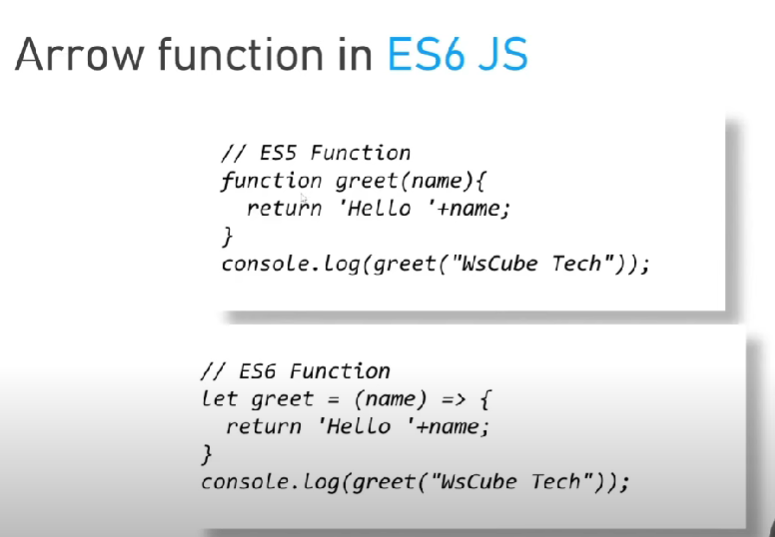 Arrow function in ES6 JS
// ES5 Function
function greet(name){
return 'Hello '+name;
}
console.log(greet("WsCube Tech"));
// ES6 Function
let greet = (name) => {
return 'Hello '+name;
}
console.log(greet("WsCube Tech"));